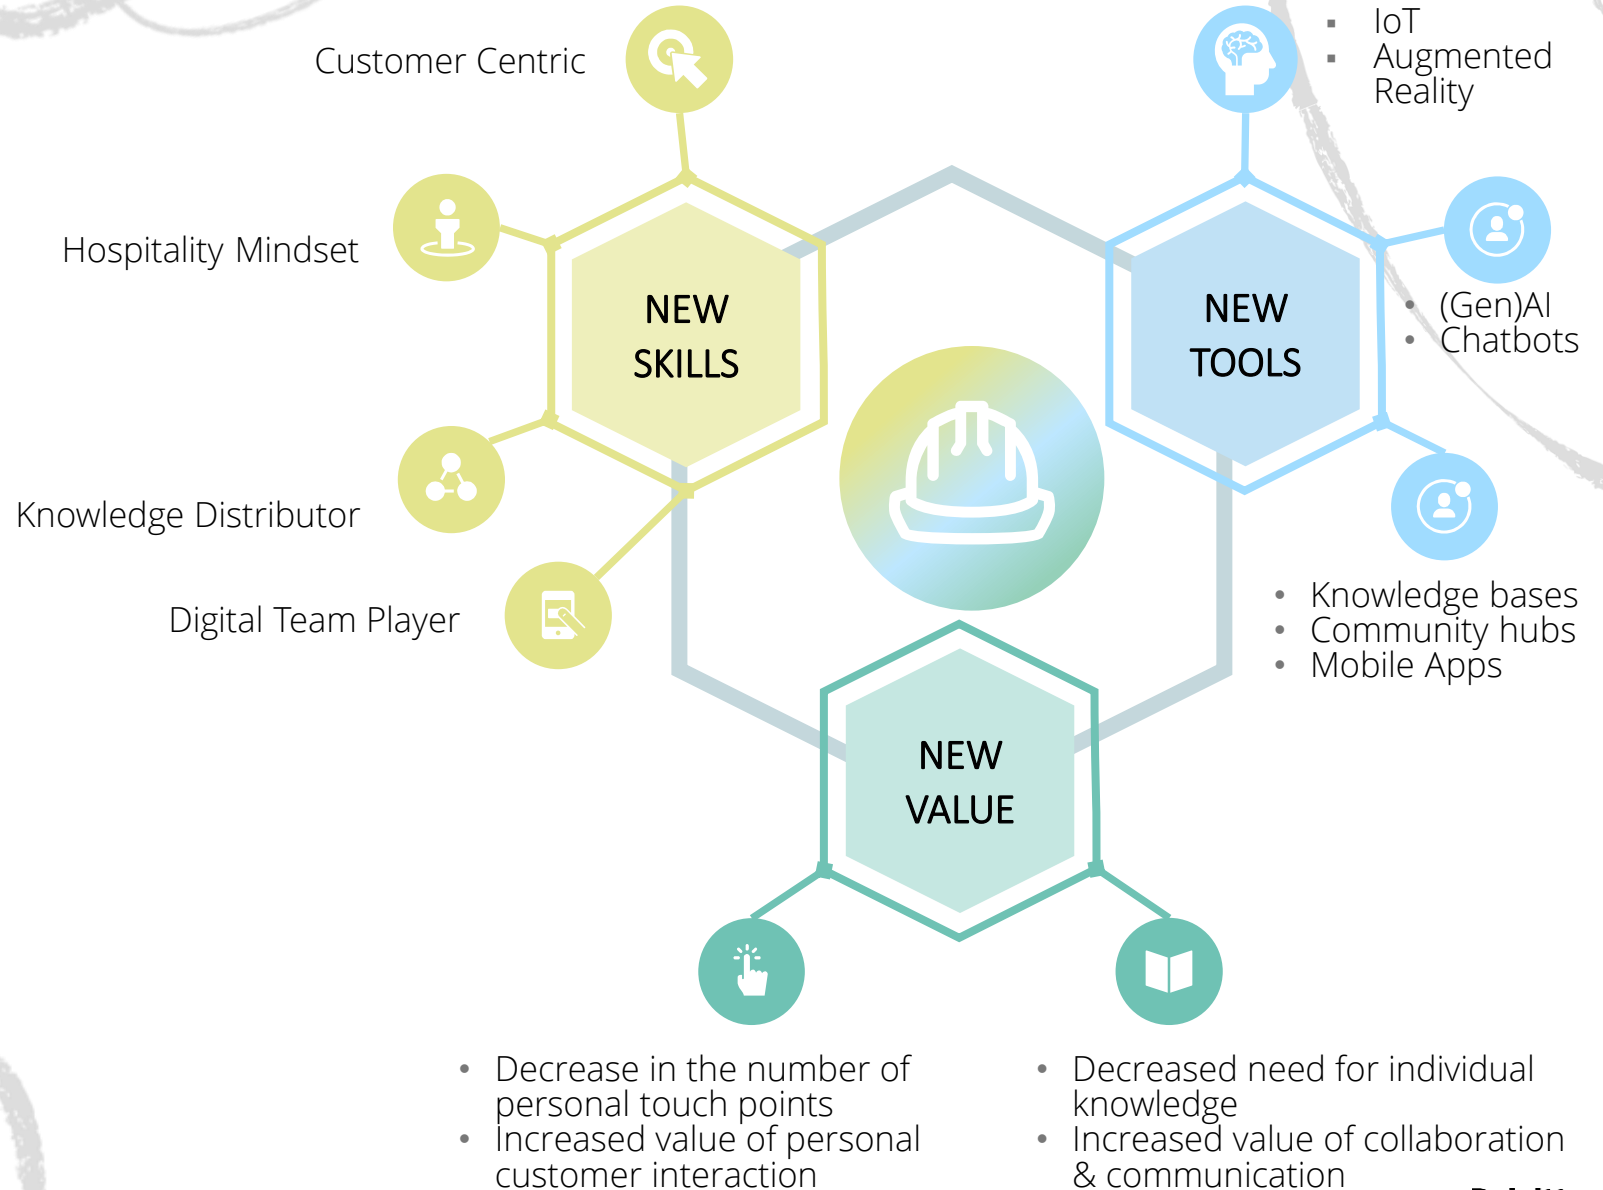 Customer Centric
Hospitality Mindset
Knowledge Distributor
Digital Team Player
NEW
SKILLS
▪ IoT
▪ Augmented
Reality
NEW
TOOLS
• (Gen)AI
• Chatbots
• Knowledge bases
• Community hubs
• Mobile Apps
NEW
VALUE
• Decrease in the number of
personal touch points
• Increased value of personal
customer interaction
• Decreased need for individual
knowledge
• Increased value of collaboration
& communication